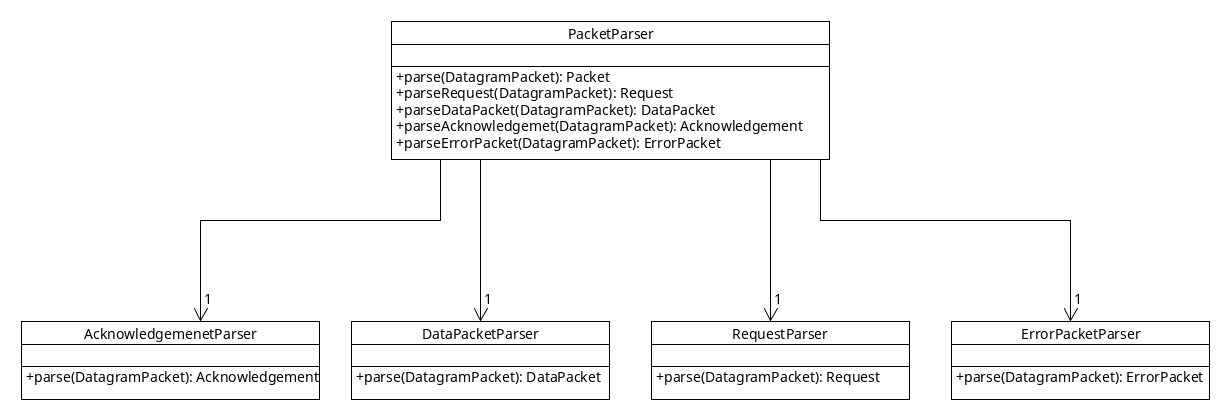 PacketParser
+parse(DatagramPacket): Packet
+parseRequest(DatagramPacket): Request
+parseDataPacket(DatagramPacket): DataPacket
+parseAcknowledgemet(DatagramPacket): Acknowledgement
+parseErrorPacket(DatagramPacket): ErrorPacket
1 1 1 1
AcknowledgemenetParser
+parse(DatagramPacket): Acknowledgement
DataPacketParser
+parse(DatagramPacket): DataPacket
RequestParser
+parse(DatagramPacket): Request
ErrorPacketParser
+parse(DatagramPacket): ErrorPacket